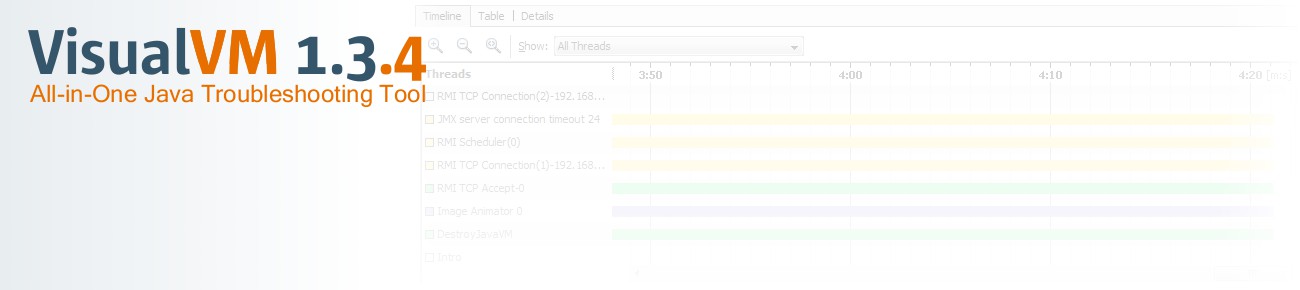 VisualVM 1.3.4
All-in-One Java Troubleshooting Tool
Timeline Table Details
Show: All Threads
Threads 3:50 4:00 4:10 4:20 [m:s]
RMI TCP Connection(2)-192.168...
JMX server connection timeout 24
RMI Scheduler(0)
RMI TCP Connection(1)-192.168...
RMI TCP Accept-0
Image Animator 0
DestroyJavaVM
Intro